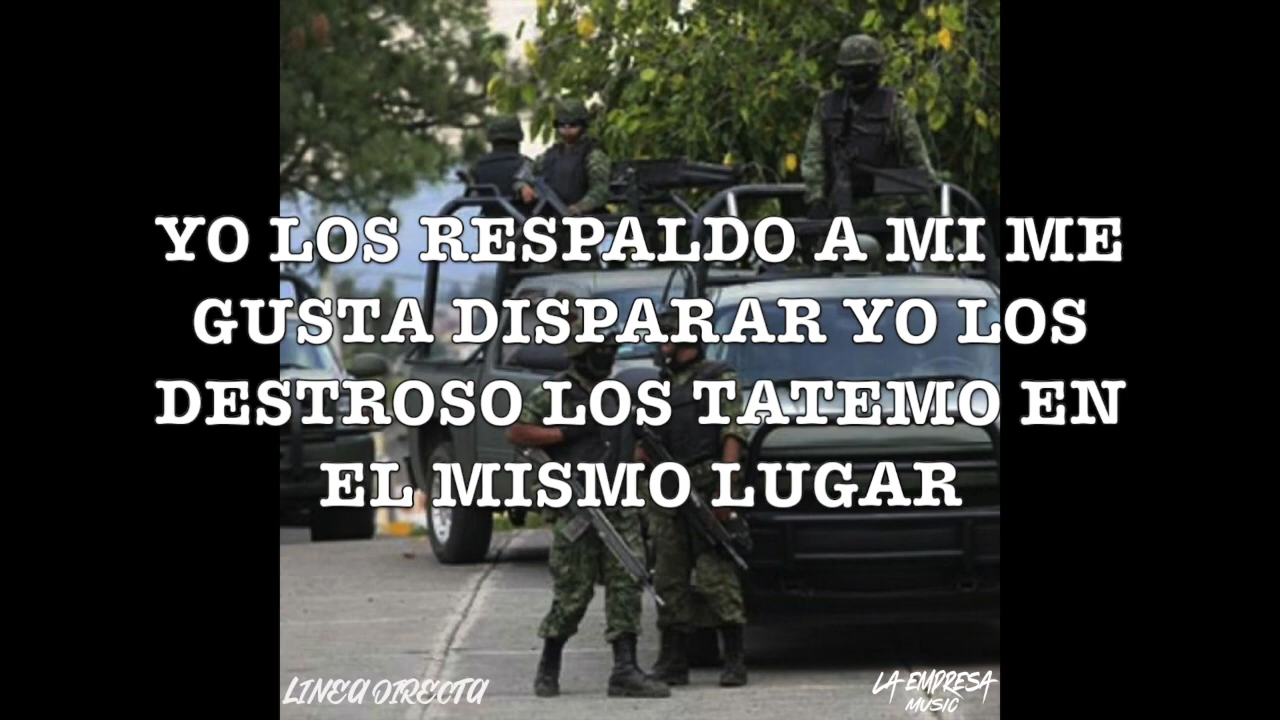 YO LOS RESPALDO A MI ME
GUSTA DISPARAR YO LOS
DESTROSO LOS TATEMO EN
EL MISMO LUGAR
LINEA DIRECTA
LA EMPRESA
MUSIC